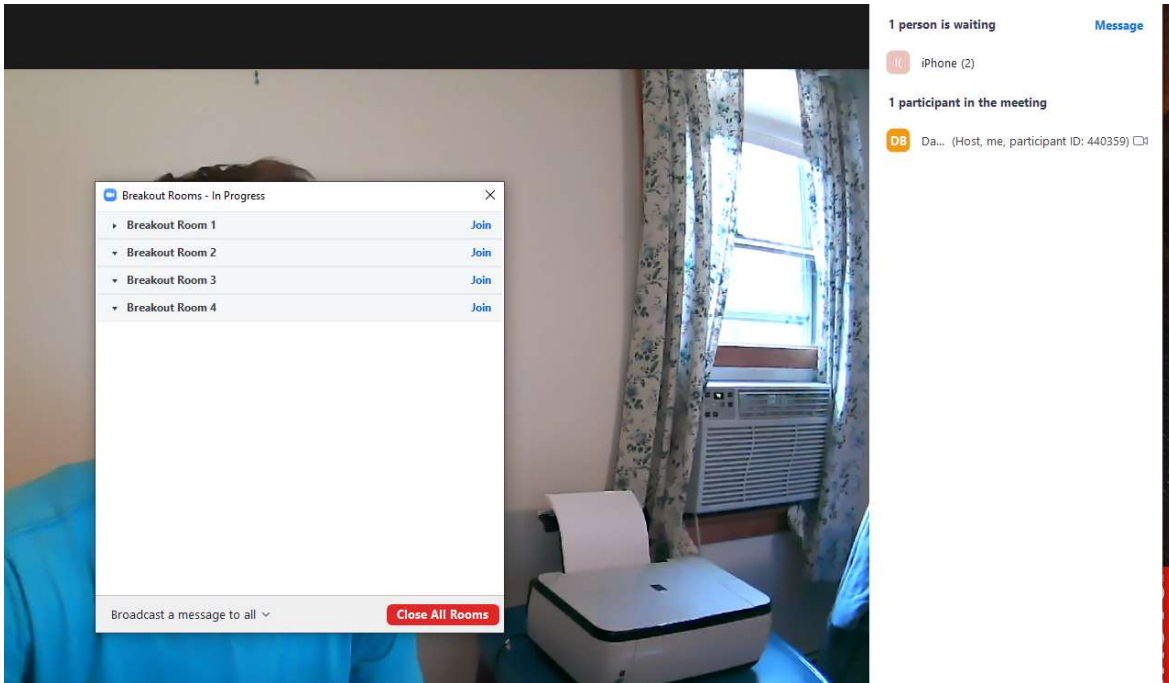 Breakout Rooms - In Progress
Breakout Room 1 Join
Breakout Room 2 Join
Breakout Room 3 Join
Breakout Room 4 Join
Broadcast a message to all
Close All Rooms
1 person is waiting Message
I(
iPhone (2)
1 participant in the meeting
DB
Da... (Host, me, participant ID: 440359)